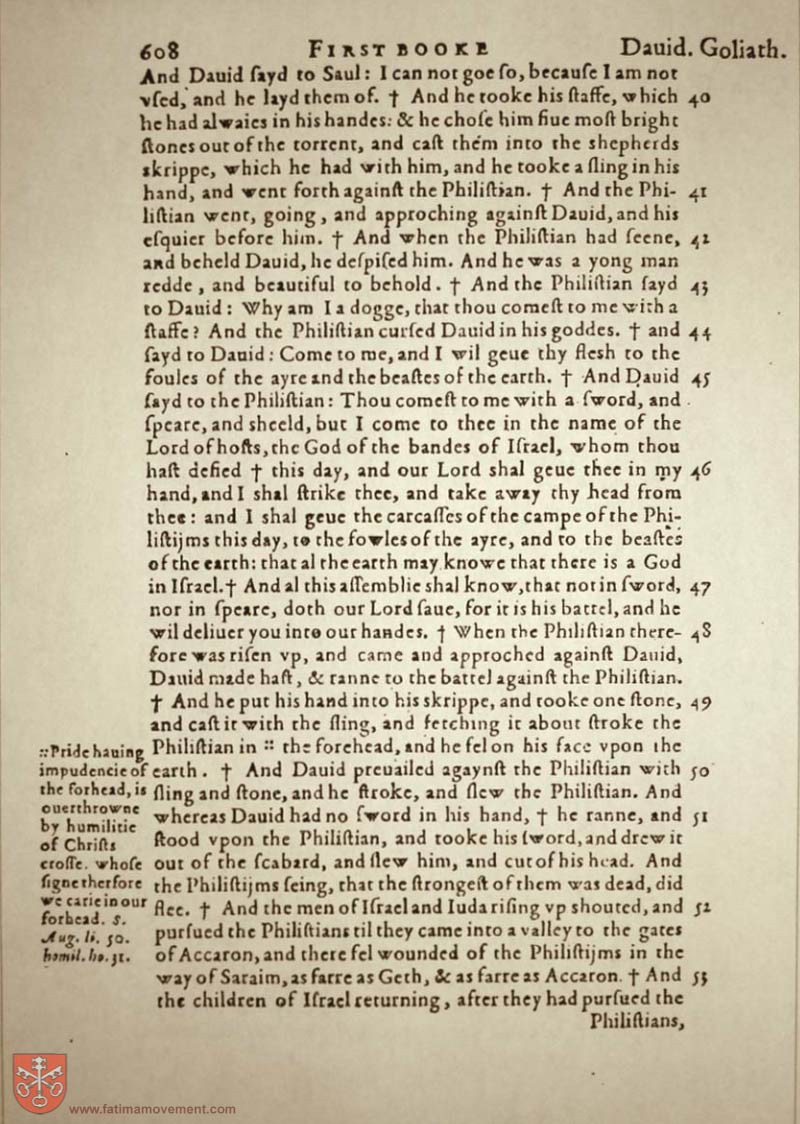 608 FIRST BOOKE Dauid. Goliath.
And Dauid ſayd to Saul: I can not goe ſo, becauſe I am not
vſed, and he layd them of. † And he tooke his ſtaffe, which 40
he had alwaies in his handes: & he choſe him fiue moſt bright
ſtones out of the torrent, and caſt them into the shepherds
skrippe, which he had with him, and he tooke a ſling in his
hand, and went forth againſt the Philiſtian. † And the Phi- 41
liſtian went, going, and approching againſt Dauid, and his
eſquier before him. † And when the Philiſtian had ſeene, 42
and beheld Dauid, he deſpiſed him. And he was a yong man
redde, and beautiful to behold. † And the Philiſtian ſayd 43
to Dauid: Why am I a dogge, that thou comeſt to me with a
ſtaffe? And the Philiſtian curſed Dauid in his goddes. † and 44
ſayd to Dauid: Come to me, and I wil geue thy flesh to the
foules of the ayre and the beaſtes of the earth. † And Dauid 45
ſayd to the Philiſtian: Thou comeſt to me with a ſword, and
ſpeare, and sheeld, but I come to thee in the name of the
Lord of hoſts, the God of the bandes of Iſrael, whom thou
haſt defied † this day, and our Lord shal geue thee in my 46
hand, and I shal ſtrike thee, and take away thy head from
thee: and I shal geue the carcaſſes of the campe of the Phi-
liſtijms this day, to the fowles of the ayre, and to the beaſtes
of the earth: that al the earth may knowe that there is a God
in Iſrael. † And al this aſſemblie shal know, that not in ſword, 47
nor in ſpeare, doth our Lord ſaue, for it is his battel, and he
wil deliuer you into our handes. † When the Philiſtian there- 48
fore was riſen vp, and came and approched againſt Dauid,
Dauid made haſt, & ranne to the battel againſt the Philiſtian.
† And he put his hand into his skrippe, and tooke one ſtone, 49
and caſt it with the ſling, and fetching it about ſtroke the
Philiſtian in :: the forehead, and he fel on his face vpon the
earth. † And Dauid preuailed agaynſt the Philiſtian with 50
ſling and ſtone, and he ſtroke, and ſlew the Philiſtian. And
whereas Dauid had no ſword in his hand, † he ranne, and 51
ſtood vpon the Philiſtian, and tooke his ſword, and drew it
out of the ſcabard, and ſlew him, and cut of his head. And
the Philiſtijms ſeing, that the ſtrongeſt of them was dead, did
flee. † And the men of Iſrael and Iuda riſing vp shouted, and 52
purſued the Philiſtians til they came into a valley to the gates
of Accaron, and there fel wounded of the Philiſtijms in the
way of Saraim, as farre as Geth, & as farre as Accaron. † And 53
the children of Iſrael returning, after they had purſued the
Philiſtians,
:: Pride hauing
impudencie of
the forhead, is
ouerthrowne
by humilitie
of Chriſts
croſſe. whoſe
ſigne therfore
we carie in our
forhead. S.
Aug. li. 50.
homil. ho. 31.
www.fatimamovement.com